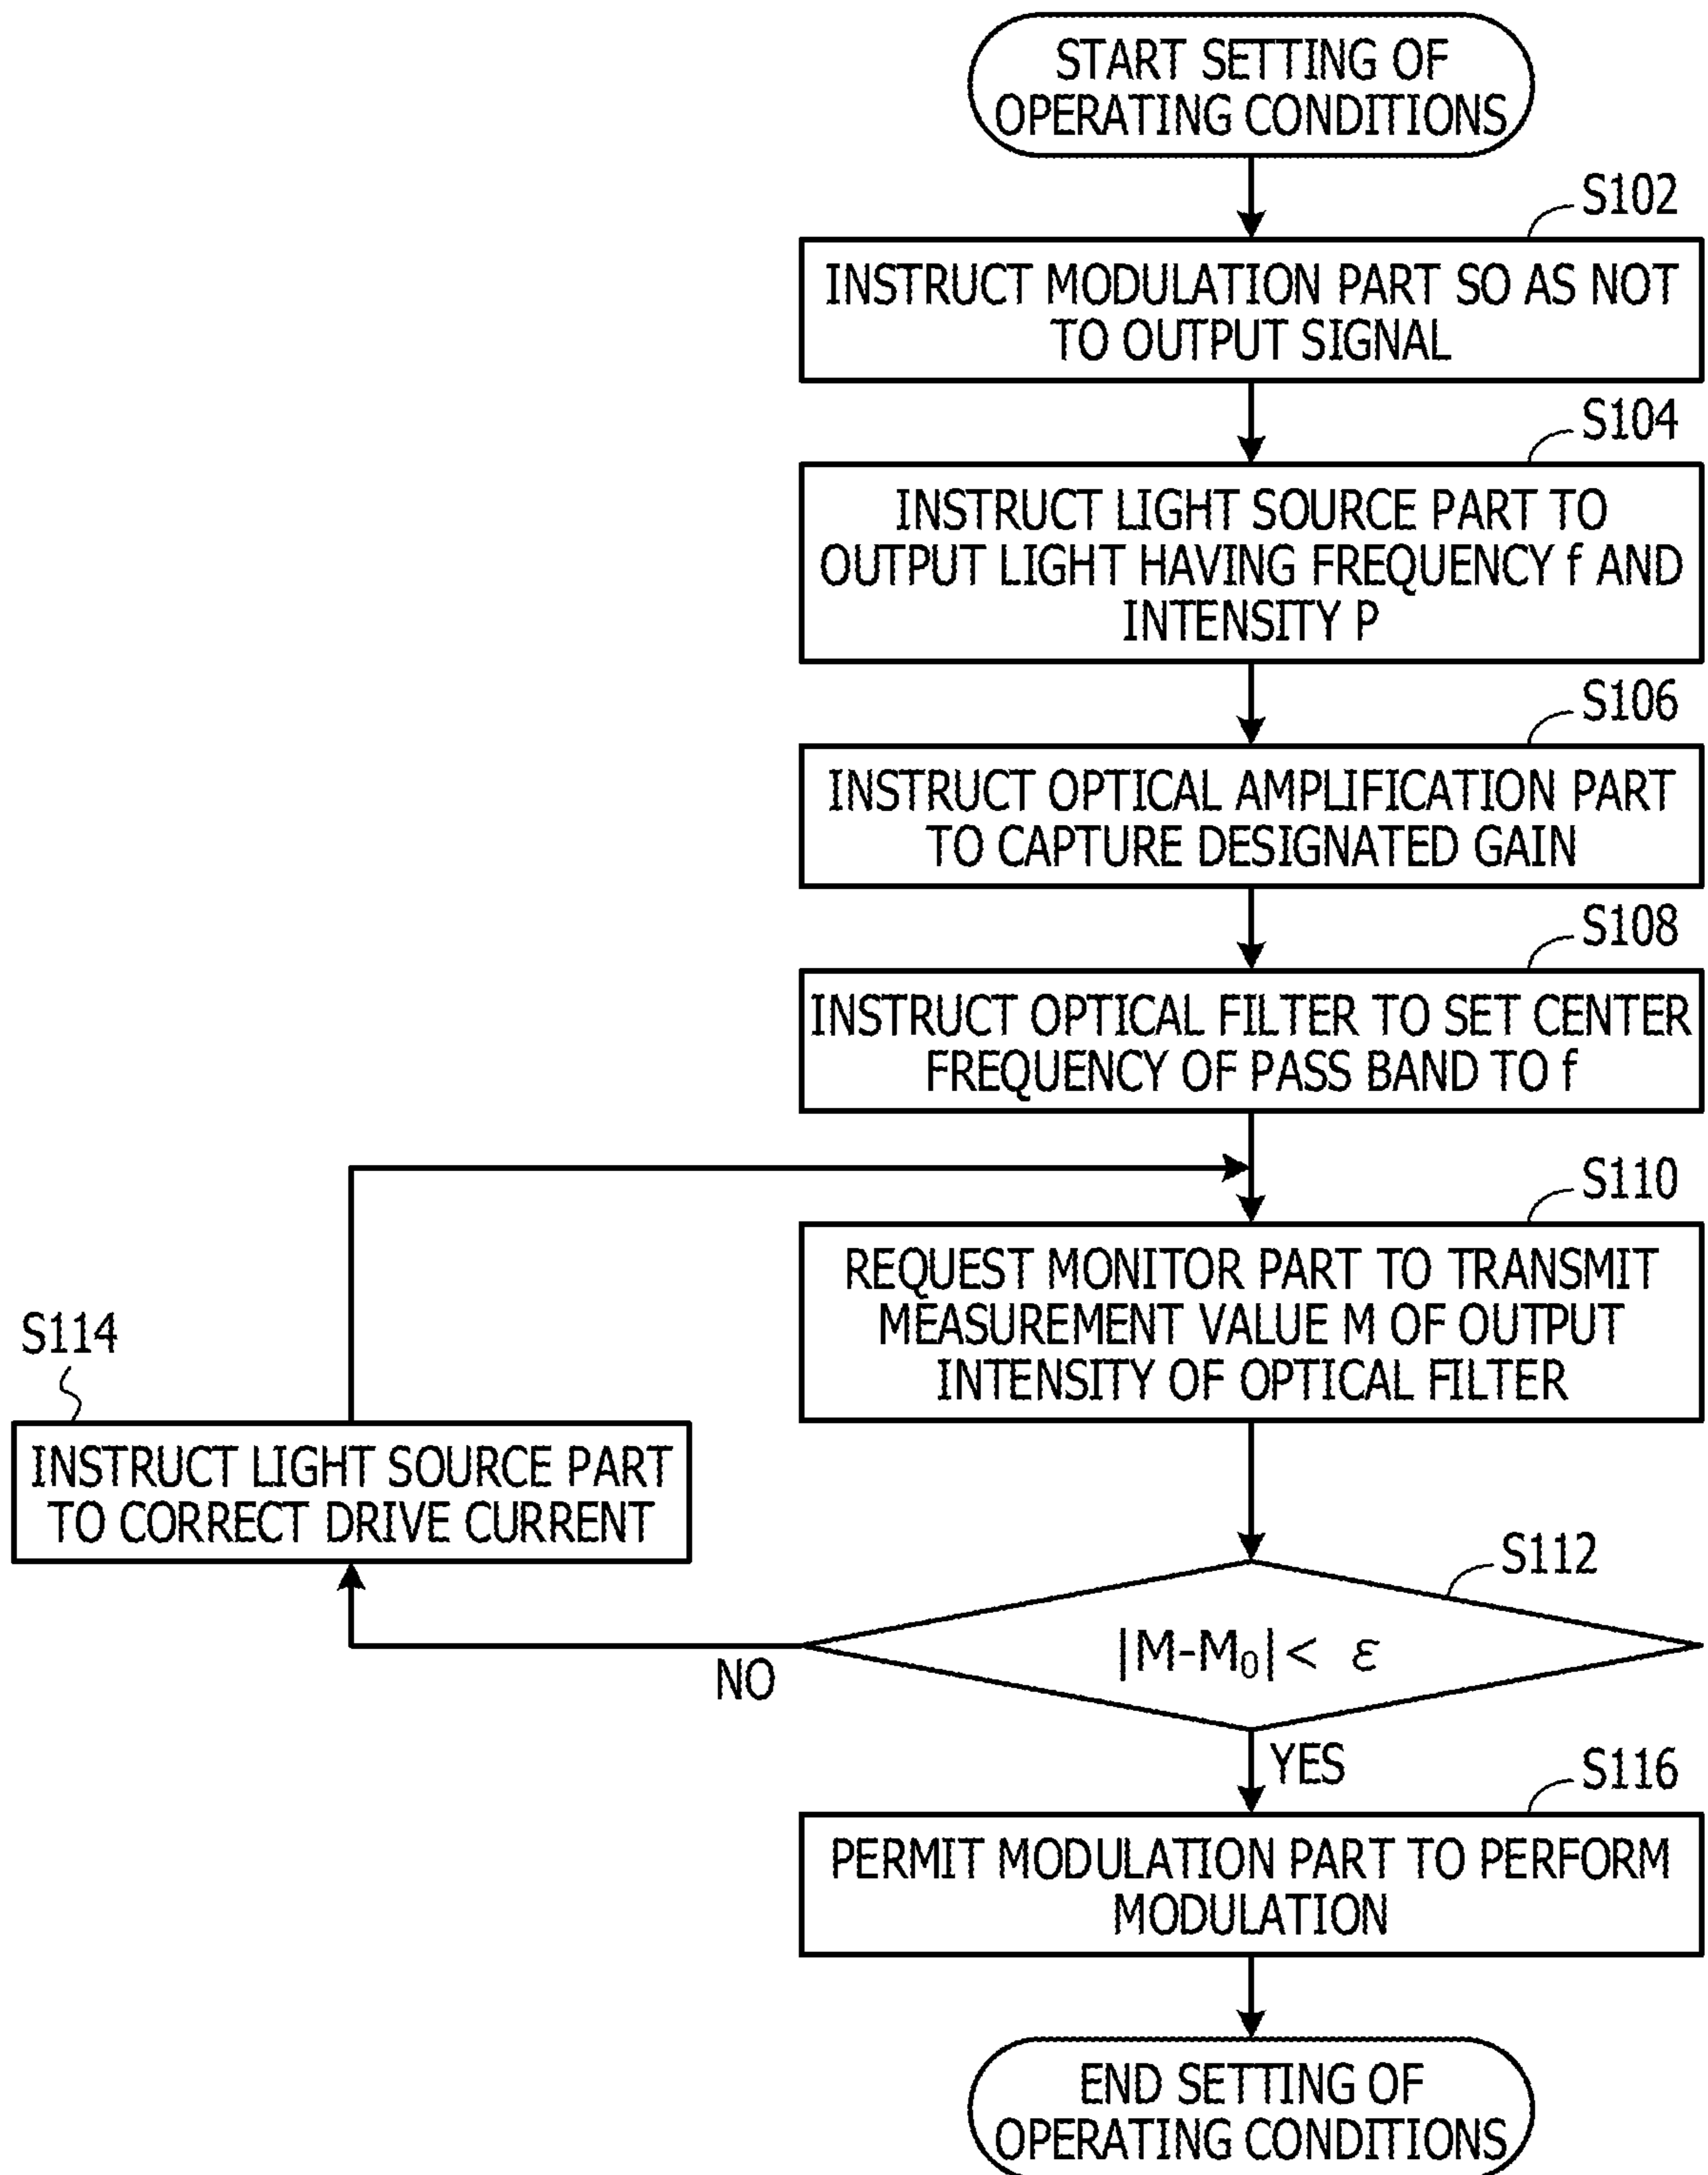 START SETTING OF
OPERATING CONDITIONS
S102
INSTRUCT MODULATION PART SO AS NOT
TO OUTPUT SIGNAL
S104
INSTRUCT LIGHT SOURCE PART TO
OUTPUT LIGHT HAVING FREQUENCY f AND
INTENSITY P
S106
INSTRUCT OPTICAL AMPLIFICATION PART
TO CAPTURE DESIGNATED GAIN
S108
INSTRUCT OPTICAL FILTER TO SET CENTER
FREQUENCY OF PASS BAND TO f
S110
REQUEST MONITOR PART TO TRANSMIT
MEASUREMENT VALUE M OF OUTPUT
INTENSITY OF OPTICAL FILTER
S114
INSTRUCT LIGHT SOURCE PART
TO CORRECT DRIVE CURRENT
S112
|M-M₀| < ε
NO
YES
S116
PERMIT MODULATION PART TO PERFORM
MODULATION
END SETTING OF
OPERATING CONDITIONS